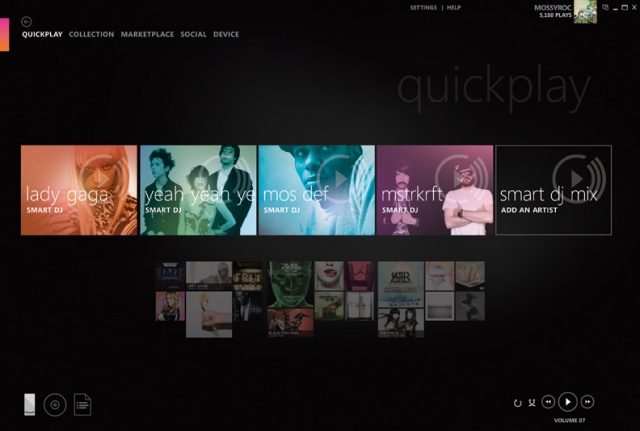 SETTINGS | HELP
MOSSYROC
5,188 PLAYS
QUICKPLAY COLLECTION MARKETPLACE SOCIAL DEVICE
quickplay
lady gaga
SMART DJ
yeah yeah ye
SMART DJ
mos def
SMART DJ
mstrkrft
SMART DJ
smart dj mix
ADD AN ARTIST
VOLUME 07